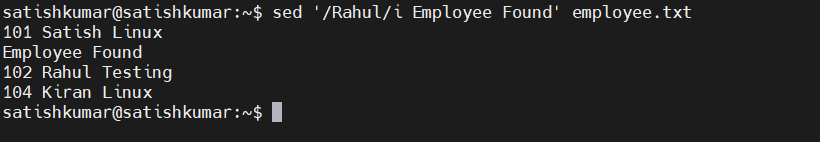 satishkumar@satishkumar:~$ sed '/Rahul/i Employee Found' employee.txt
101 Satish Linux
Employee Found
102 Rahul Testing
104 Kiran Linux
satishkumar@satishkumar:~$